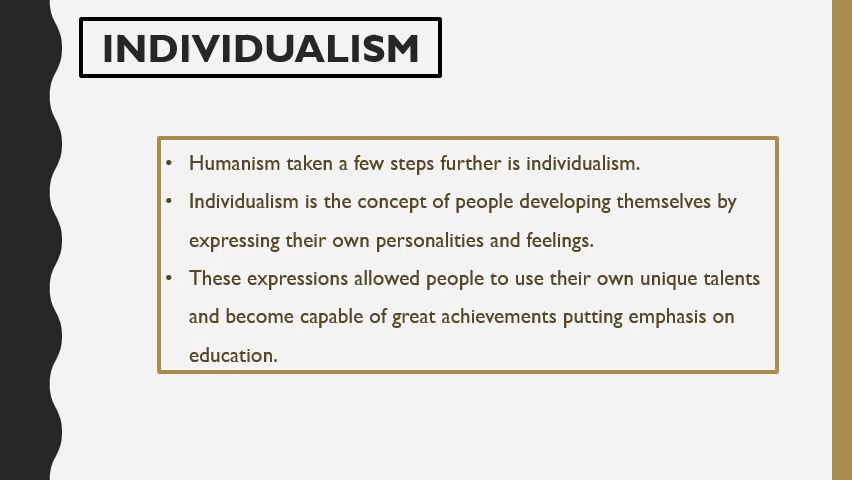 INDIVIDUALISM
• Humanism taken a few steps further is individualism.
• Individualism is the concept of people developing themselves by
expressing their own personalities and feelings.
• These expressions allowed people to use their own unique talents
and become capable of great achievements putting emphasis on
education.